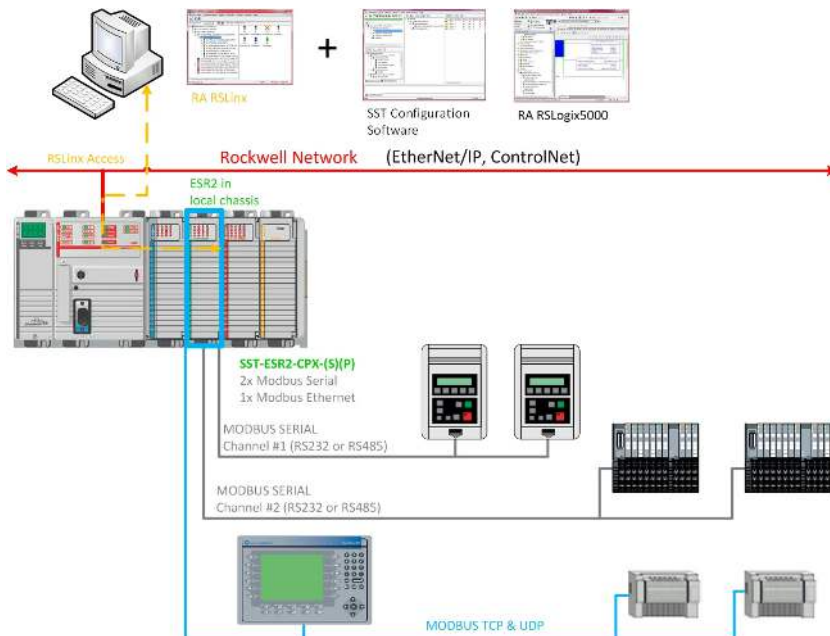 +
RA RSLinx
SST Configuration
Software
RA RSLogix5000
RSLinx Access
Rockwell Network (EtherNet/IP, ControlNet)
ESR2 in
local chassis
SST-ESR2-CPX-(S)(P)
2x Modbus Serial
1x Modbus Ethernet
MODBUS SERIAL
Channel #1 (RS232 or RS485)
MODBUS SERIAL
Channel #2 (RS232 or RS485)
MODBUS TCP & UDP